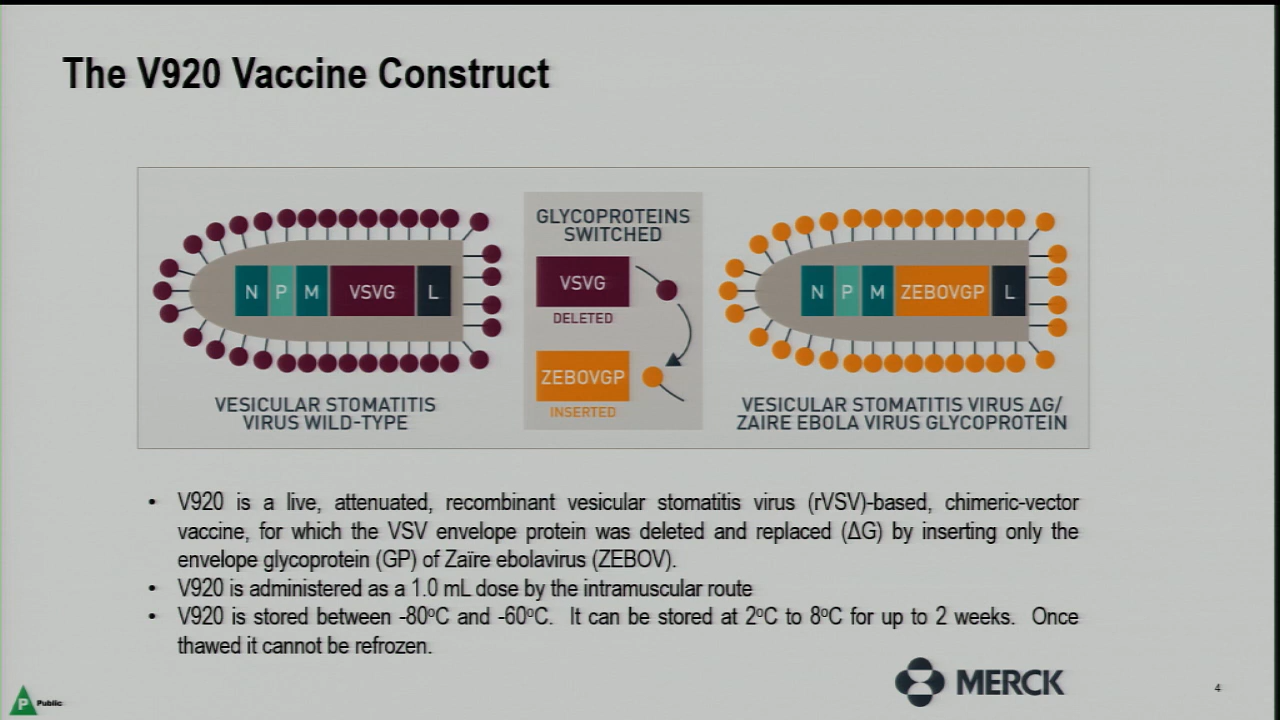 The V920 Vaccine Construct
N P M VSVG L
VESICULAR STOMATITIS
VIRUS WILD-TYPE
GLYCOPROTEINS
SWITCHED
VSVG
DELETED
ZEBOVGP
INSERTED
N P M ZEBOVGP L
VESICULAR STOMATITIS VIRUS ΔG/
ZAIRE EBOLA VIRUS GLYCOPROTEIN
• V920 is a live, attenuated, recombinant vesicular stomatitis virus (rVSV)-based, chimeric-vector
vaccine, for which the VSV envelope protein was deleted and replaced (ΔG) by inserting only the
envelope glycoprotein (GP) of Zaïre ebolavirus (ZEBOV).
• V920 is administered as a 1.0 mL dose by the intramuscular route
• V920 is stored between -80ºC and -60ºC. It can be stored at 2ºC to 8ºC for up to 2 weeks. Once
thawed it cannot be refrozen.
MERCK
4
P Public